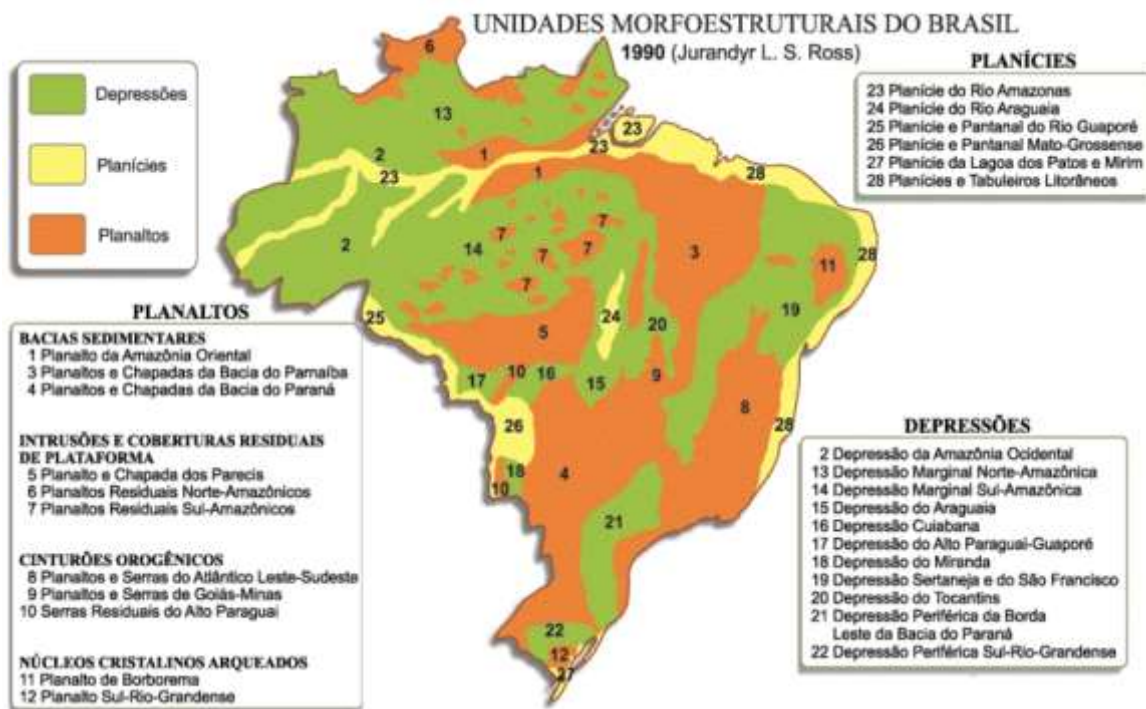 UNIDADES MORFOESTRUTURAIS DO BRASIL
1990 (Jurandyr L. S. Ross)
Depressões
Planícies
Planaltos
PLANÍCIES
23 Planície do Rio Amazonas
24 Planície do Rio Araguaia
25 Planície e Pantanal do Rio Guaporé
26 Planície e Pantanal Mato-Grossense
27 Planície da Lagoa dos Patos e Mirim
28 Planícies e Tabuleiros Litorâneos
6
13
23
2
1
23
23
1
28
2
14
7
7
7
7
7
3
11
28
19
25
24
20
5
17
10
16
15
9
8
26
28
18
10
4
21
22
12
27
PLANALTOS
BACIAS SEDIMENTARES
1 Planalto da Amazônia Oriental
3 Planaltos e Chapadas da Bacia do Parnaíba
4 Planaltos e Chapadas da Bacia do Paraná
INTRUSÕES E COBERTURAS RESIDUAIS
DE PLATAFORMA
5 Planalto e Chapada dos Parecis
6 Planaltos Residuais Norte-Amazônicos
7 Planaltos Residuais Sul-Amazônicos
CINTURÕES OROGÊNICOS
8 Planaltos e Serras do Atlântico Leste-Sudeste
9 Planaltos e Serras de Goiás-Minas
10 Serras Residuais do Alto Paraguai
NÚCLEOS CRISTALINOS ARQUEADOS
11 Planalto de Borborema
12 Planalto Sul-Rio-Grandense
DEPRESSÕES
2 Depressão da Amazônia Ocidental
13 Depressão Marginal Norte-Amazônica
14 Depressão Marginal Sul-Amazônica
15 Depressão do Araguaia
16 Depressão Cuiabana
17 Depressão do Alto Paraguai-Guaporé
18 Depressão do Miranda
19 Depressão Sertaneja e do São Francisco
20 Depressão do Tocantins
21 Depressão Periférica da Borda
Leste da Bacia do Paraná
22 Depressão Periférica Sul-Rio-Grandense